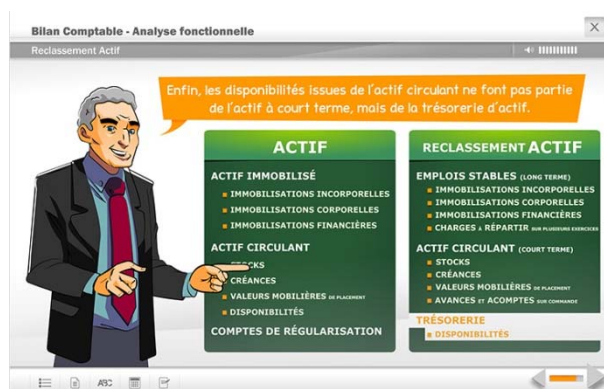 Bilan Comptable - Analyse fonctionnelle
Reclassement Actif
Enfin, les disponibilités issues de l'actif circulant ne font pas partie
de l'actif à court terme, mais de la trésorerie d'actif.
ACTIF
ACTIF IMMOBILISÉ
IMMOBILISATIONS INCORPORELLES
IMMOBILISATIONS CORPORELLES
IMMOBILISATIONS FINANCIÈRES
ACTIF CIRCULANT
STOCKS
CRÉANCES
VALEURS MOBILIÈRES DE PLACEMENT
DISPONIBILITÉS
COMPTES DE RÉGULARISATION
RECLASSEMENT ACTIF
EMPLOIS STABLES (LONG TERME)
IMMOBILISATIONS INCORPORELLES
IMMOBILISATIONS CORPORELLES
IMMOBILISATIONS FINANCIÈRES
CHARGES À RÉPARTIR SUR PLUSIEURS EXERCICES
ACTIF CIRCULANT (COURT TERME)
STOCKS
CRÉANCES
VALEURS MOBILIÈRES DE PLACEMENT
AVANCES ET ACOMPTES SUR COMMANDE
TRÉSORERIE
DISPONIBILITÉS
ABC